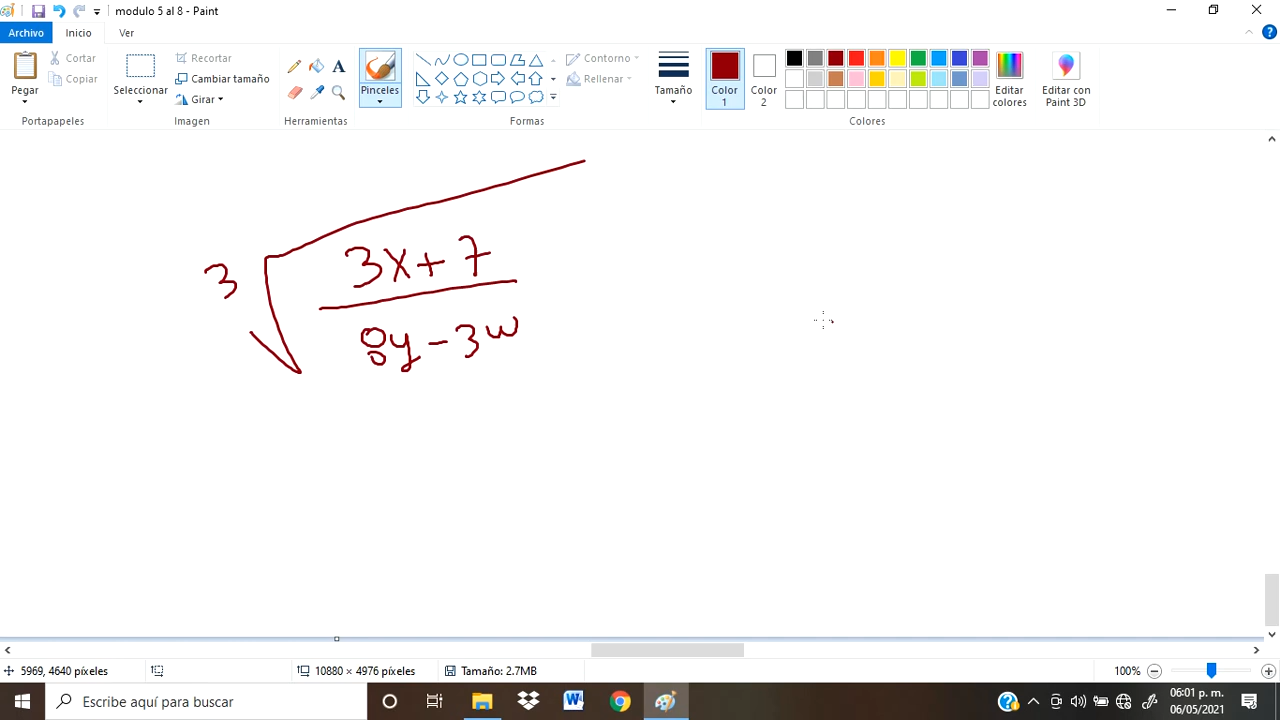 modulo 5 al 8 - Paint
Archivo Inicio Ver
Pegar
Cortar
Copiar
Portapapeles
Seleccionar
Recortar
Cambiar tamaño
Girar
Imagen
A
Herramientas
Pinceles
Formas
Contorno
Rellenar
Tamaño
Color 1
Color 2
Editar colores
Colores
Editar con Paint 3D
3
3x+7
8y-3w
5969, 4640 píxeles
10880 × 4976 píxeles
Tamaño: 2.7MB
100%
Escribe aquí para buscar
06:01 p. m.
06/05/2021